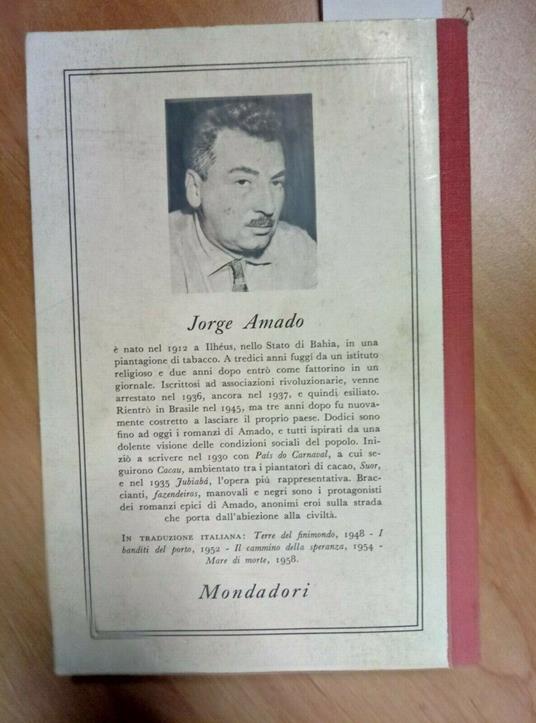 Jorge Amado
è nato nel 1912 a Ilhéus, nello Stato di Bahia, in una
piantagione di tabacco. A tredici anni fuggì da un istituto
religioso e due anni dopo entrò come fattorino in un
giornale. Iscrittosi ad associazioni rivoluzionarie, venne
arrestato nel 1936, ancora nel 1937, e quindi esiliato.
Rientrò in Brasile nel 1945, ma tre anni dopo fu nuova-
mente costretto a lasciare il proprio paese. Dodici sono
fino ad oggi i romanzi di Amado, e tutti ispirati da una
dolente visione delle condizioni sociali del popolo. Ini-
ziò a scrivere nel 1930 con País do Carnaval, a cui se-
guirono Cacau, ambientato tra i piantatori di cacao, Suor,
e nel 1935 Jubiabá, l'opera più rappresentativa. Brac-
cianti, fazendeiros, manovali e negri sono i protagonisti
dei romanzi epici di Amado, anonimi eroi sulla strada
che porta dall'abiezione alla civiltà.
In traduzione italiana: Terre del finimondo, 1948 - I
banditi del porto, 1952 - Il cammino della speranza, 1954 -
Mare di morte, 1958.
Mondadori